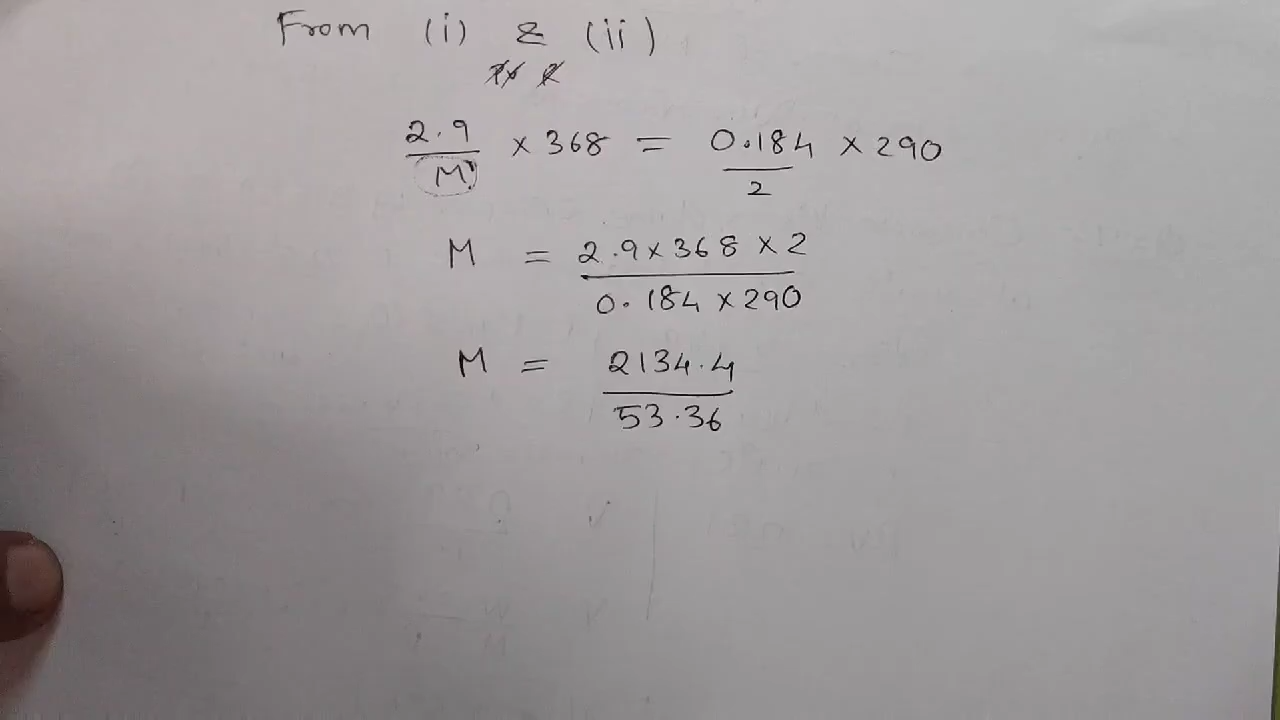 From (i) & (ii)
2.9/M × 368 = 0.184/2 × 290
M = 2.9 × 368 × 2 / 0.184 × 290
M = 2134.4 / 53.36